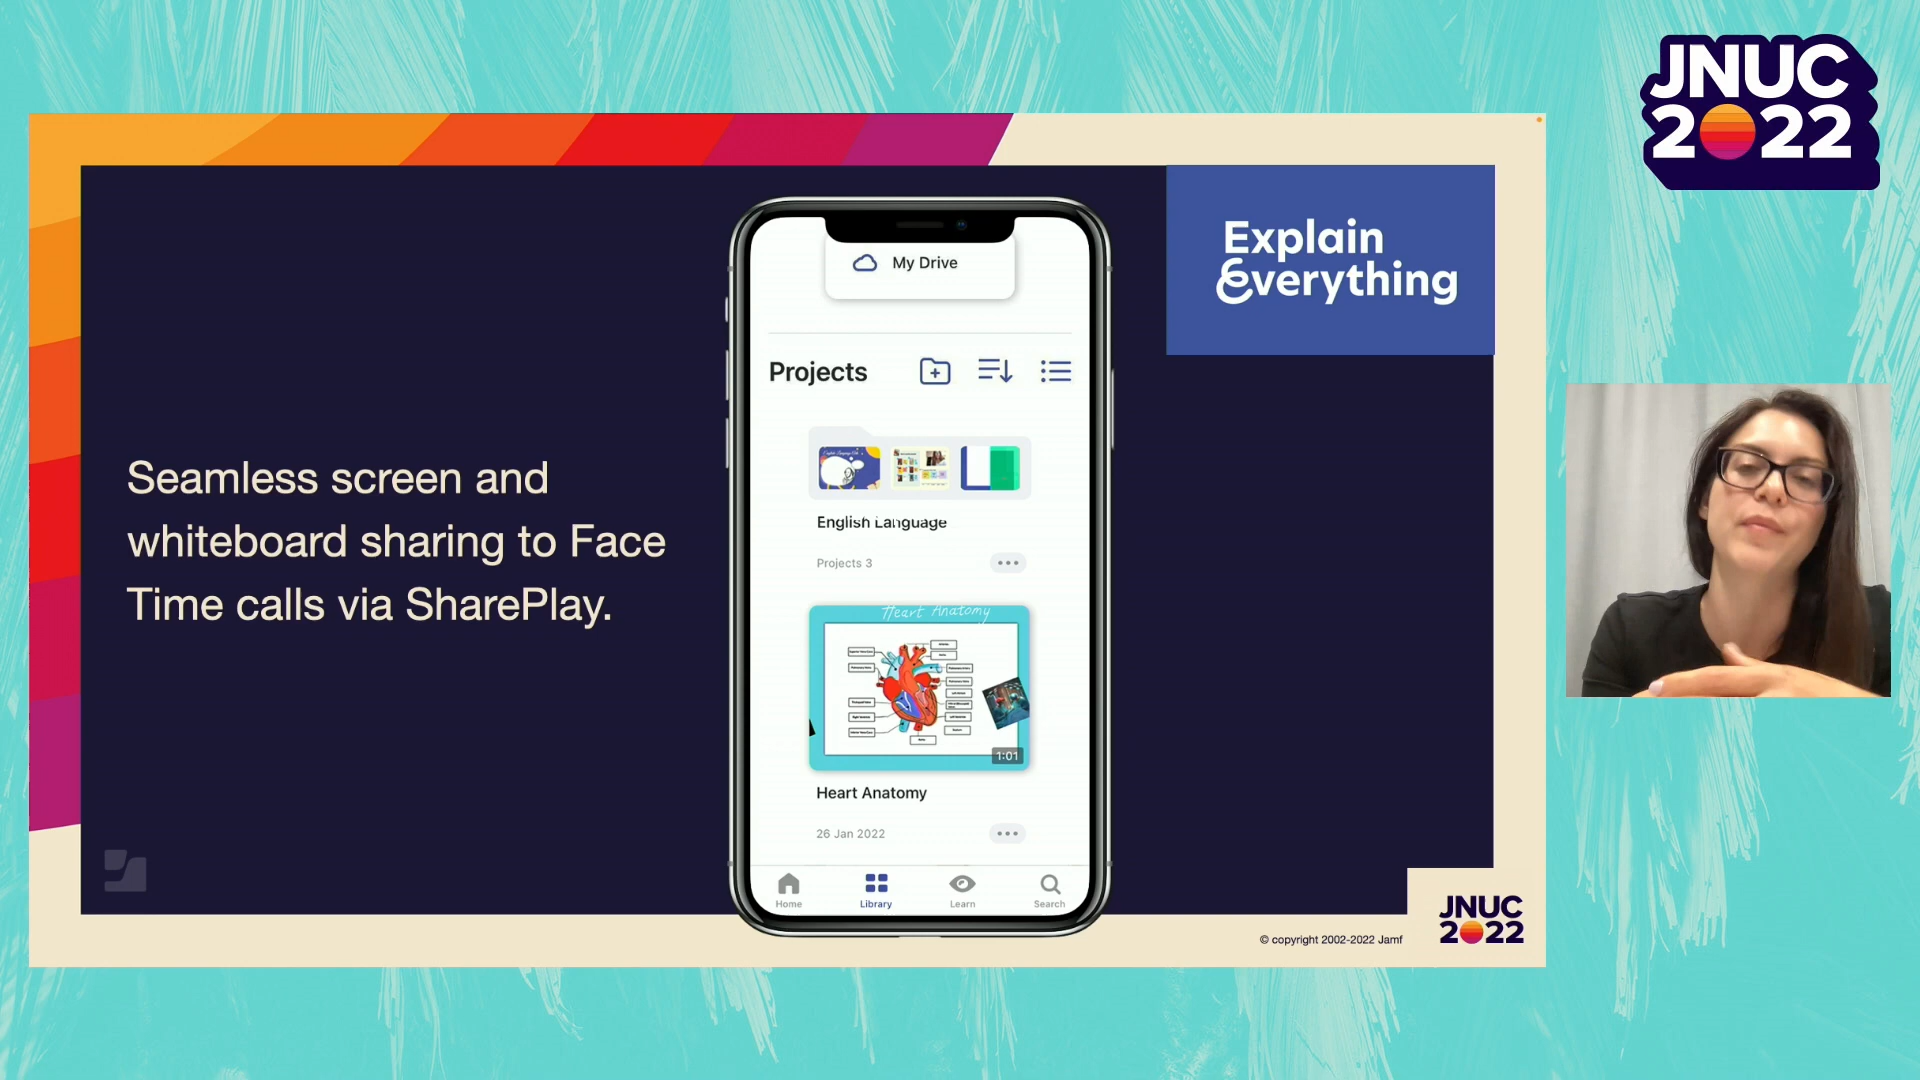 JNUC
2022
Explain
Everything
Seamless screen and
whiteboard sharing to Face
Time calls via SharePlay.
My Drive
Projects
English Language
Projects 3
Heart Anatomy
1:01
Heart Anatomy
26 Jan 2022
Home
Library
Learn
Search
© copyright 2002-2022 Jamf
JNUC
2022